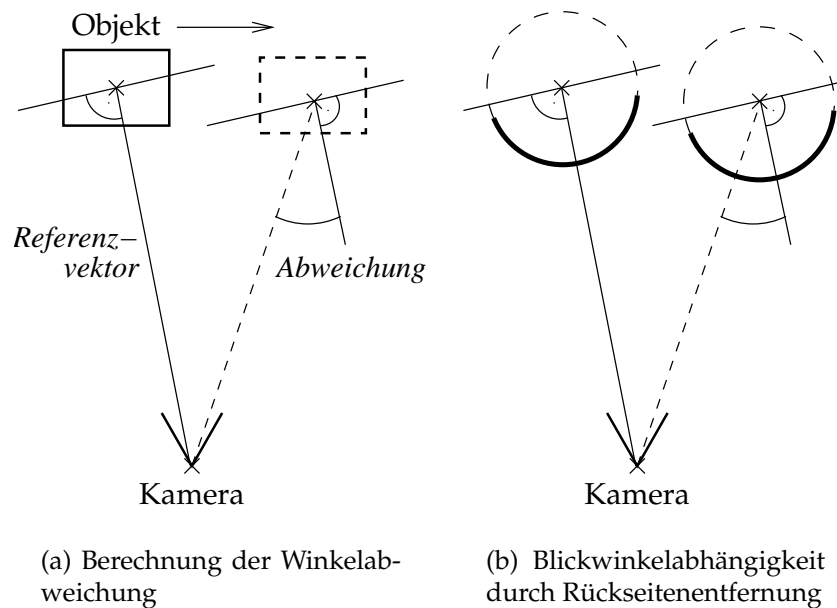 Objekt
Referenz–
vektor
Abweichung
Kamera
Kamera
(a) Berechnung der Winkelab-
weichung
(b) Blickwinkelabhängigkeit
durch Rückseitenentfernung